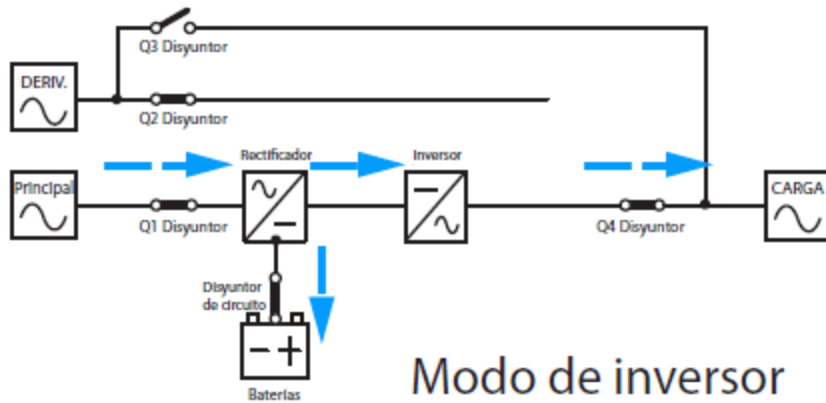 Q3 Disyuntor
DERIV.
Q2 Disyuntor
Rectificador
Inversor
Principal
CARGA
Q1 Disyuntor
Q4 Disyuntor
Disyuntor
de circuito
Baterías
Modo de inversor